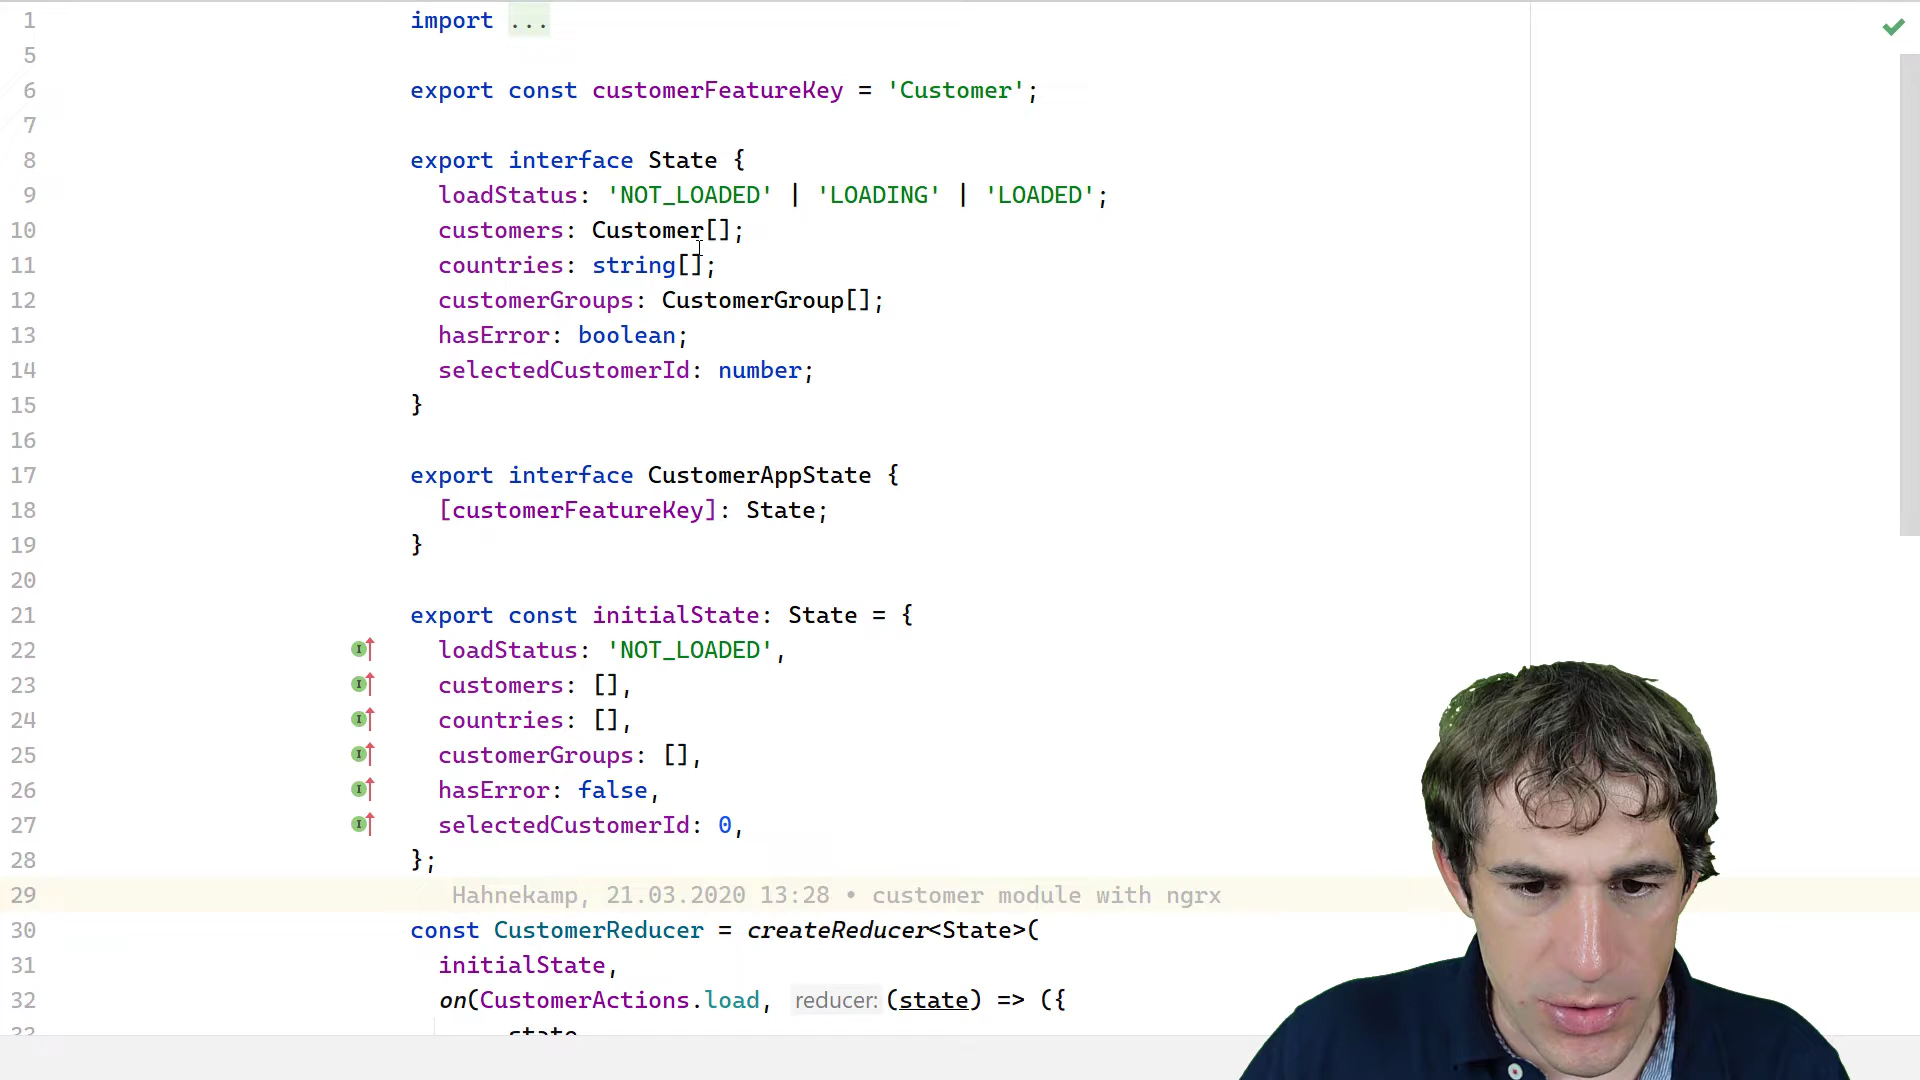 1 import ...
5
6 export const customerFeatureKey = 'Customer';
7
8 export interface State {
9 loadStatus: 'NOT_LOADED' | 'LOADING' | 'LOADED';
10 customers: Customer[];
11 countries: string[];
12 customerGroups: CustomerGroup[];
13 hasError: boolean;
14 selectedCustomerId: number;
15 }
16
17 export interface CustomerAppState {
18 [customerFeatureKey]: State;
19 }
20
21 export const initialState: State = {
22 loadStatus: 'NOT_LOADED',
23 customers: [],
24 countries: [],
25 customerGroups: [],
26 hasError: false,
27 selectedCustomerId: 0,
28 };
29 Hahnekamp, 21.03.2020 13:28 • customer module with ngrx
30 const CustomerReducer = createReducer<State>(
31 initialState,
32 on(CustomerActions.load, reducer: (state) => ({
33 state